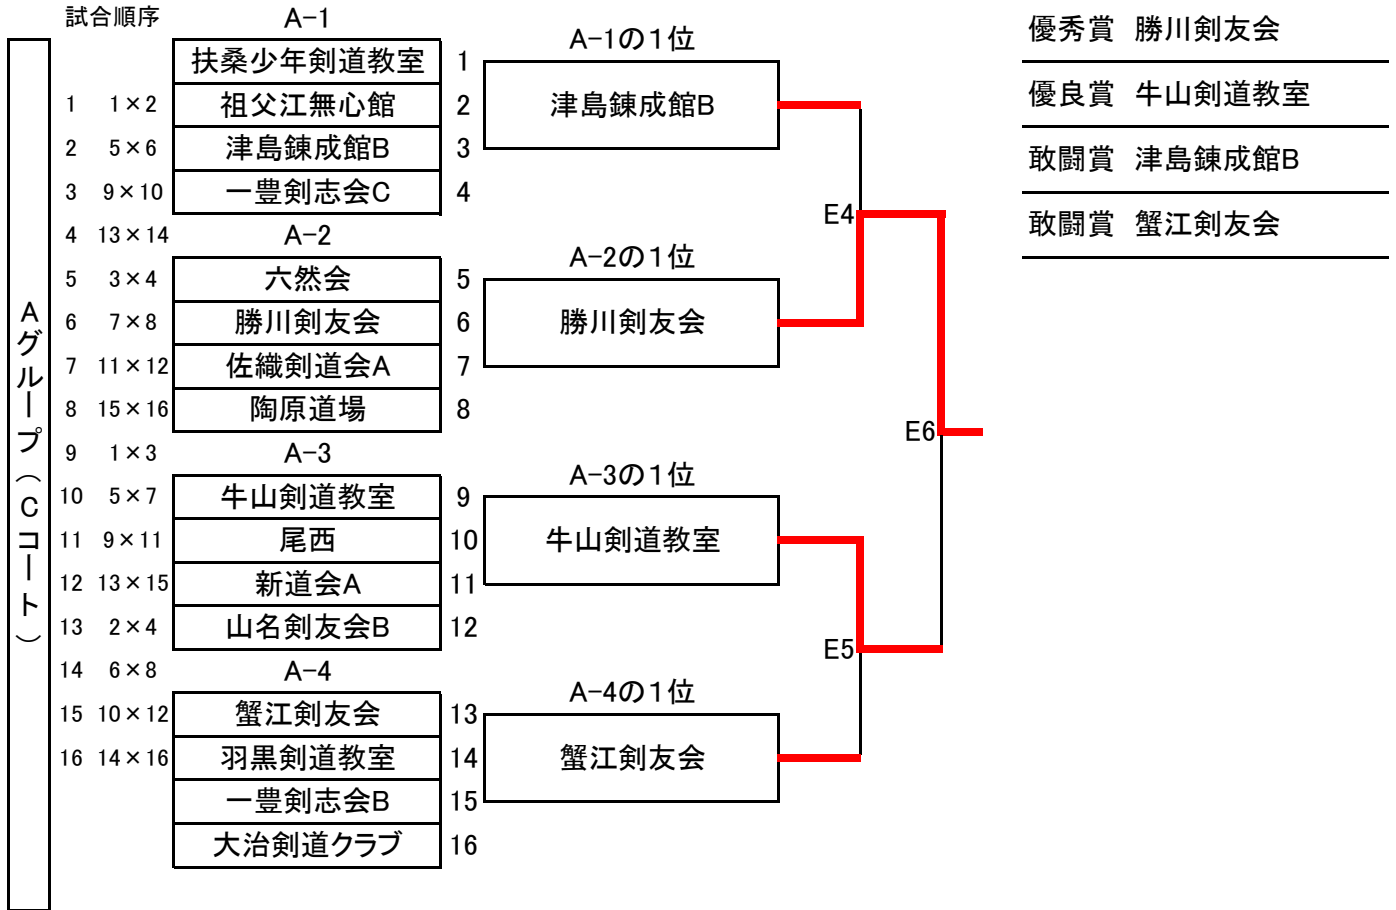 試合順序
A-1
A-1の1位
優秀賞 勝川剣友会
扶桑少年剣道教室 1
1 1×2 祖父江無心館 2
津島錬成館B
優良賞 牛山剣道教室
2 5×6 津島錬成館B 3
敢闘賞 津島錬成館B
3 9×10 一豊剣志会C 4
E4
敢闘賞 蟹江剣友会
4 13×14 A-2
A-2の1位
5 3×4 六然会 5
6 7×8 勝川剣友会 6
勝川剣友会
7 11×12 佐織剣道会A 7
8 15×16 陶原道場 8
E6
9 1×3 A-3
A-3の1位
10 5×7 牛山剣道教室 9
11 9×11 尾西 10
牛山剣道教室
12 13×15 新道会A 11
13 2×4 山名剣友会B 12
E5
14 6×8 A-4
A-4の1位
15 10×12 蟹江剣友会 13
16 14×16 羽黒剣道教室 14
蟹江剣友会
一豊剣志会B 15
大治剣道クラブ 16
Aグループ(Cコート)